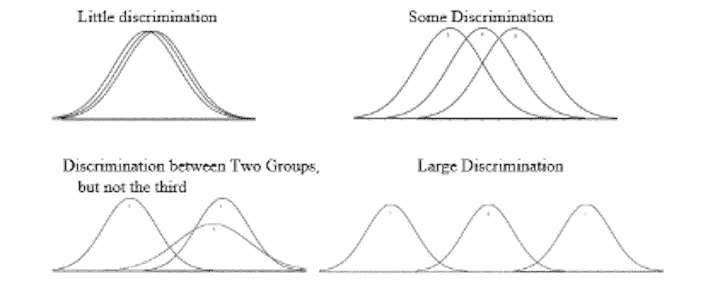 Little discrimination
Some Discrimination
Discrimination between Two Groups,
but not the third
Large Discrimination